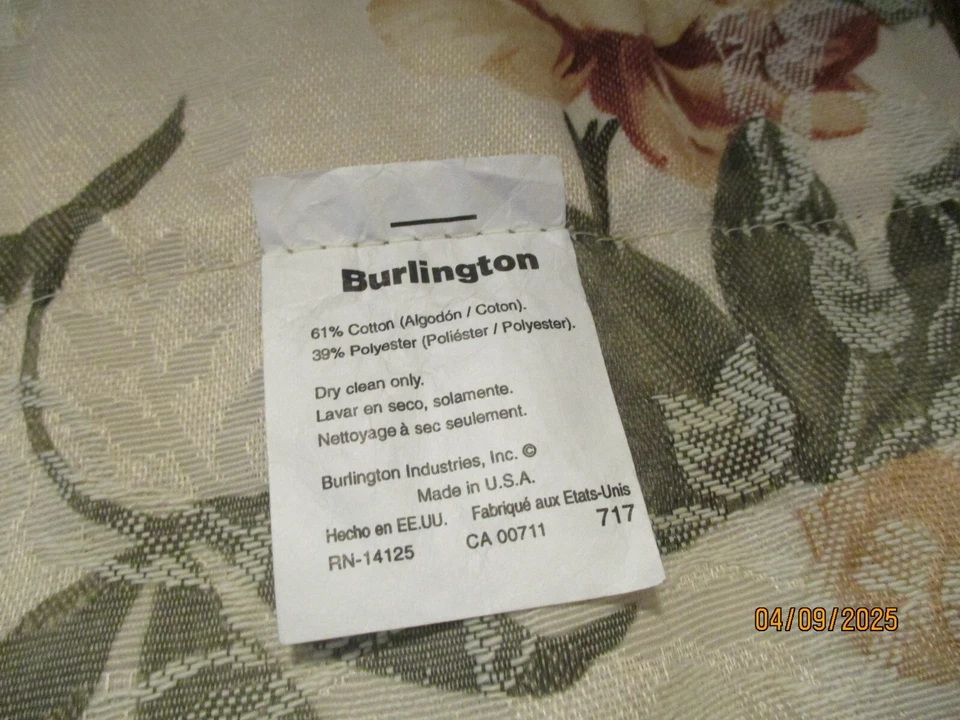 Burlington
61% Cotton (Algodón / Coton).
39% Polyester (Poliéster / Polyester).
Dry clean only.
Lavar en seco, solamente.
Nettoyage à sec seulement.
Burlington Industries, Inc. ©
Made in U.S.A.
Hecho en EE.UU. Fabriqué aux Etats-Unis
RN-14125 CA 00711 717
04/09/2025